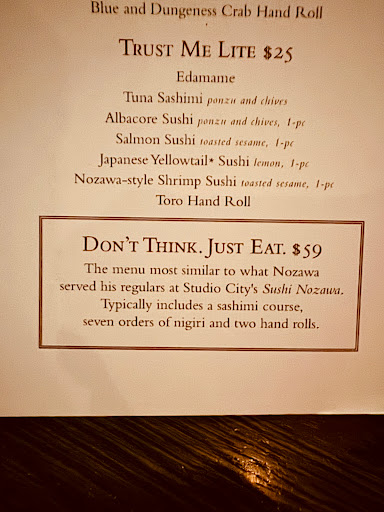 Blue and Dungeness Crab Hand Roll
Trust Me Lite $25
Edamame
Tuna Sashimi ponzu and chives
Albacore Sushi ponzu and chives, 1-pc
Salmon Sushi toasted sesame, 1-pc
Japanese Yellowtail* Sushi lemon, 1-pc
Nozawa-style Shrimp Sushi toasted sesame, 1-pc
Toro Hand Roll
Don't Think. Just Eat. $59
The menu most similar to what Nozawa
served his regulars at Studio City's Sushi Nozawa.
Typically includes a sashimi course,
seven orders of nigiri and two hand rolls.